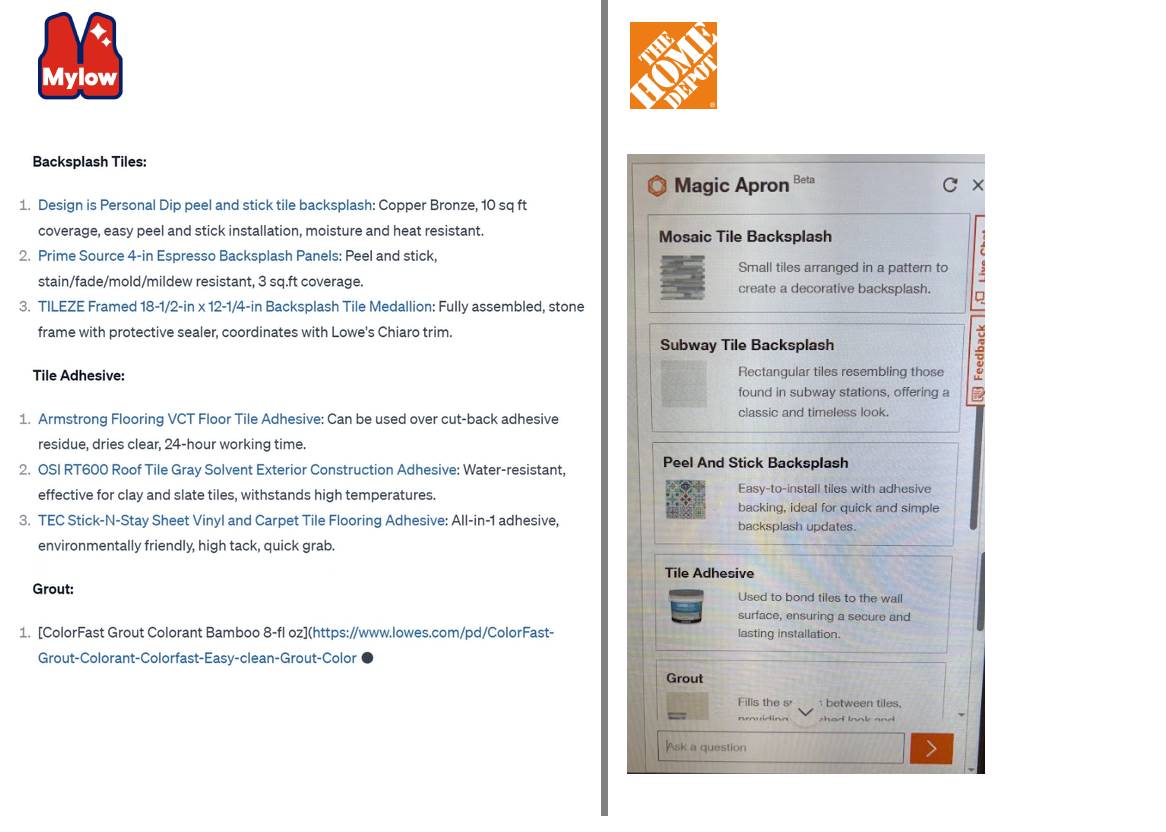 Mylow
Backsplash Tiles:
1. Design is Personal Dip peel and stick tile backsplash: Copper Bronze, 10 sq ft
coverage, easy peel and stick installation, moisture and heat resistant.
2. Prime Source 4-in Espresso Backsplash Panels: Peel and stick,
stain/fade/mold/mildew resistant, 3 sq.ft coverage.
3. TILEZE Framed 18-1/2-in x 12-1/4-in Backsplash Tile Medallion: Fully assembled, stone
frame with protective sealer, coordinates with Lowe's Chiaro trim.
Tile Adhesive:
1. Armstrong Flooring VCT Floor Tile Adhesive: Can be used over cut-back adhesive
residue, dries clear, 24-hour working time.
2. OSI RT600 Roof Tile Gray Solvent Exterior Construction Adhesive: Water-resistant,
effective for clay and slate tiles, withstands high temperatures.
3. TEC Stick-N-Stay Sheet Vinyl and Carpet Tile Flooring Adhesive: All-in-1 adhesive,
environmentally friendly, high tack, quick grab.
Grout:
1. [ColorFast Grout Colorant Bamboo 8-fl oz](https://www.lowes.com/pd/ColorFast-
Grout-Colorant-Colorfast-Easy-clean-Grout-Color
THE
HOME
DEPOT
Magic Apron Beta
Mosaic Tile Backsplash
Small tiles arranged in a pattern to
create a decorative backsplash.
Subway Tile Backsplash
Rectangular tiles resembling those
found in subway stations, offering a
classic and timeless look.
Peel And Stick Backsplash
Easy-to-install tiles with adhesive
backing, ideal for quick and simple
backsplash updates.
Tile Adhesive
Used to bond tiles to the wall
surface, ensuring a secure and
lasting installation.
Grout
Fills the between tiles,
providing look and
Ask a question
Live Chat
Feedback